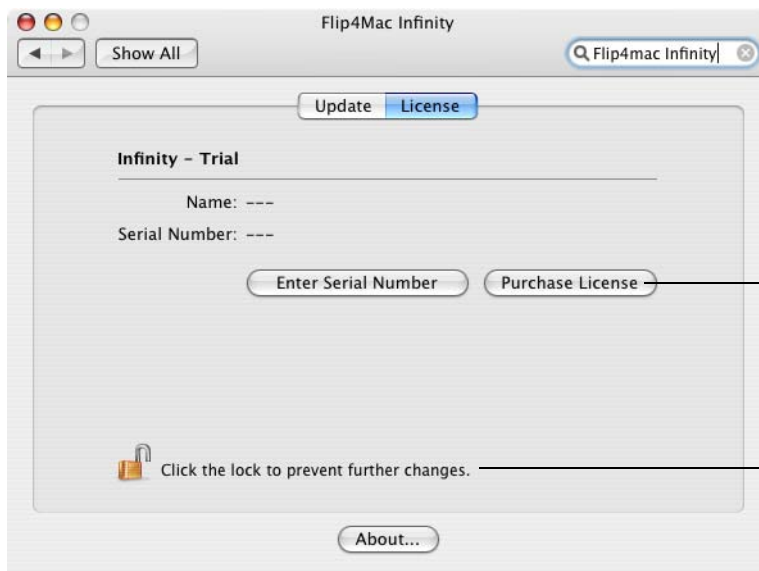 Flip4Mac Infinity
Show All
Flip4mac Infinity
Update License
Infinity – Trial
Name: ---
Serial Number: ---
Enter Serial Number Purchase License
Click the lock to prevent further changes.
About...